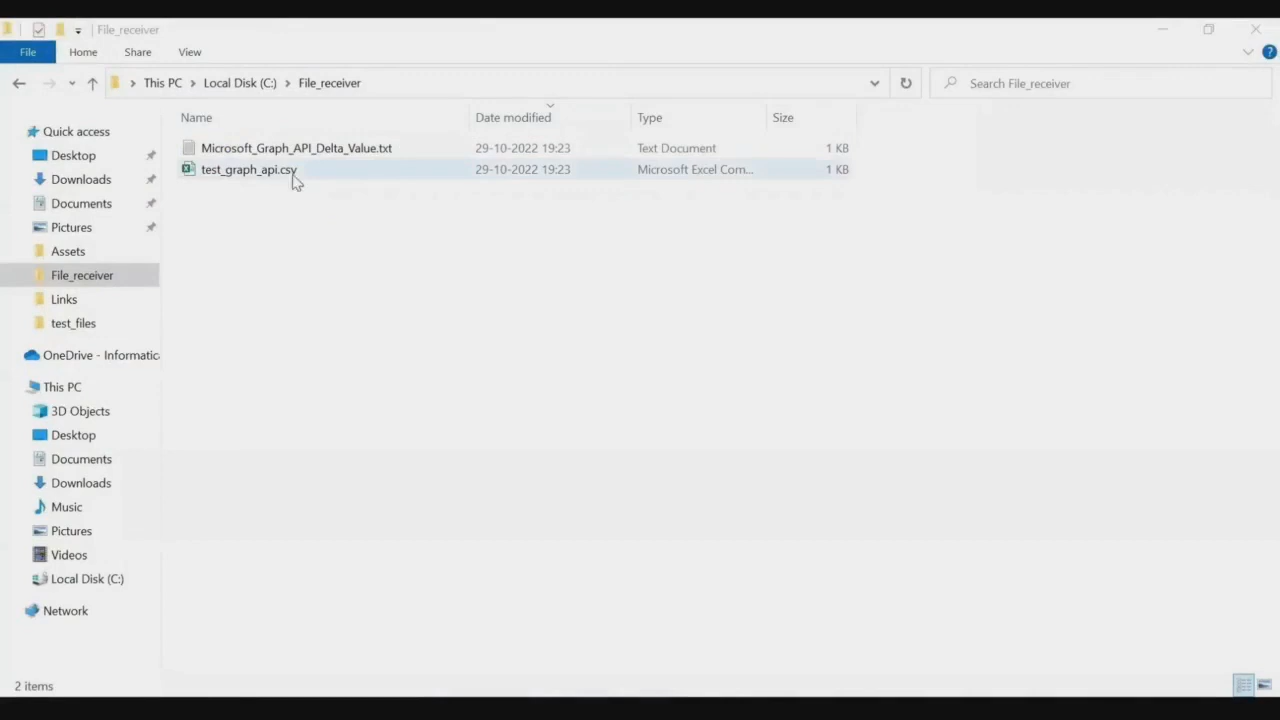 File_receiver
File Home Share View
This PC Local Disk (C:) File_receiver Search File_receiver
Name Date modified Type Size
Quick access
Microsoft_Graph_API_Delta_Value.txt 29-10-2022 19:23 Text Document 1 KB
Desktop
test_graph_api.csv 29-10-2022 19:23 Microsoft Excel Com... 1 KB
Downloads
Documents
Pictures
Assets
File_receiver
Links
test_files
OneDrive - Informatica
This PC
3D Objects
Desktop
Documents
Downloads
Music
Pictures
Videos
Local Disk (C:)
Network
2 items